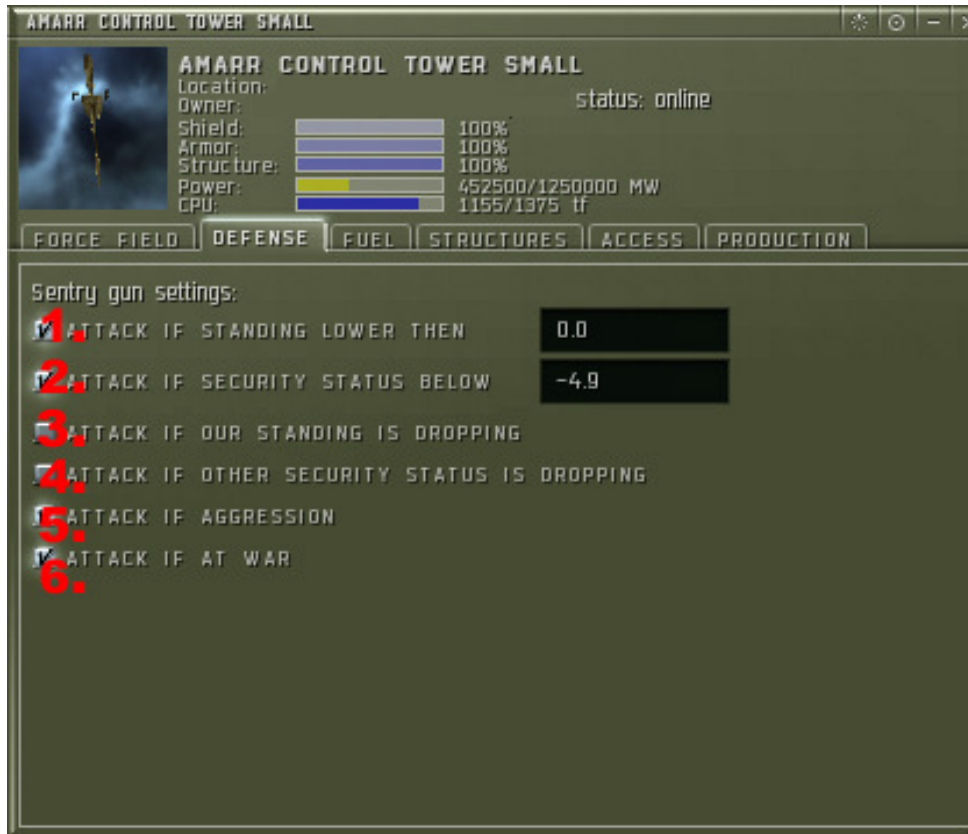 AMARR CONTROL TOWER SMALL
AMARR CONTROL TOWER SMALL
Location:
Owner:
status: online
Shield: 100%
Armor: 100%
Structure: 100%
Power: 452500/1250000 MW
CPU: 1155/1375 tf
FORCE FIELD DEFENSE FUEL STRUCTURES ACCESS PRODUCTION
Sentry gun settings:
1. ATTACK IF STANDING LOWER THEN 0.0
2. ATTACK IF SECURITY STATUS BELOW -4.9
3. ATTACK IF OUR STANDING IS DROPPING
4. ATTACK IF OTHER SECURITY STATUS IS DROPPING
5. ATTACK IF AGGRESSION
6. ATTACK IF AT WAR